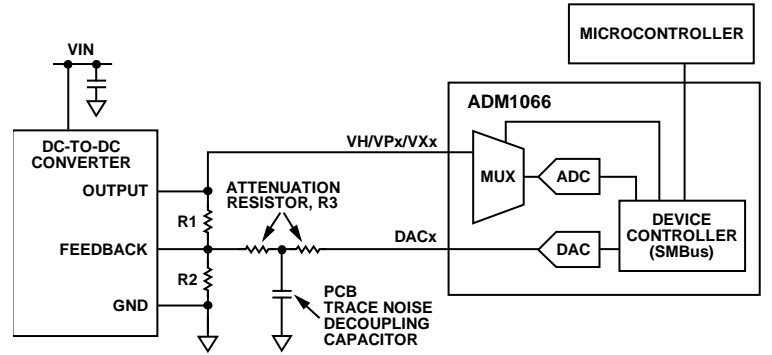 MICROCONTROLLER
VIN
ADM1066
DC-TO-DC
CONVERTER
VH/VPx/VXx
MUX
ADC
OUTPUT
ATTENUATION
RESISTOR, R3
R1
DEVICE
CONTROLLER
(SMBus)
FEEDBACK
DACx
DAC
R2
GND
PCB
TRACE NOISE
DECOUPLING
CAPACITOR